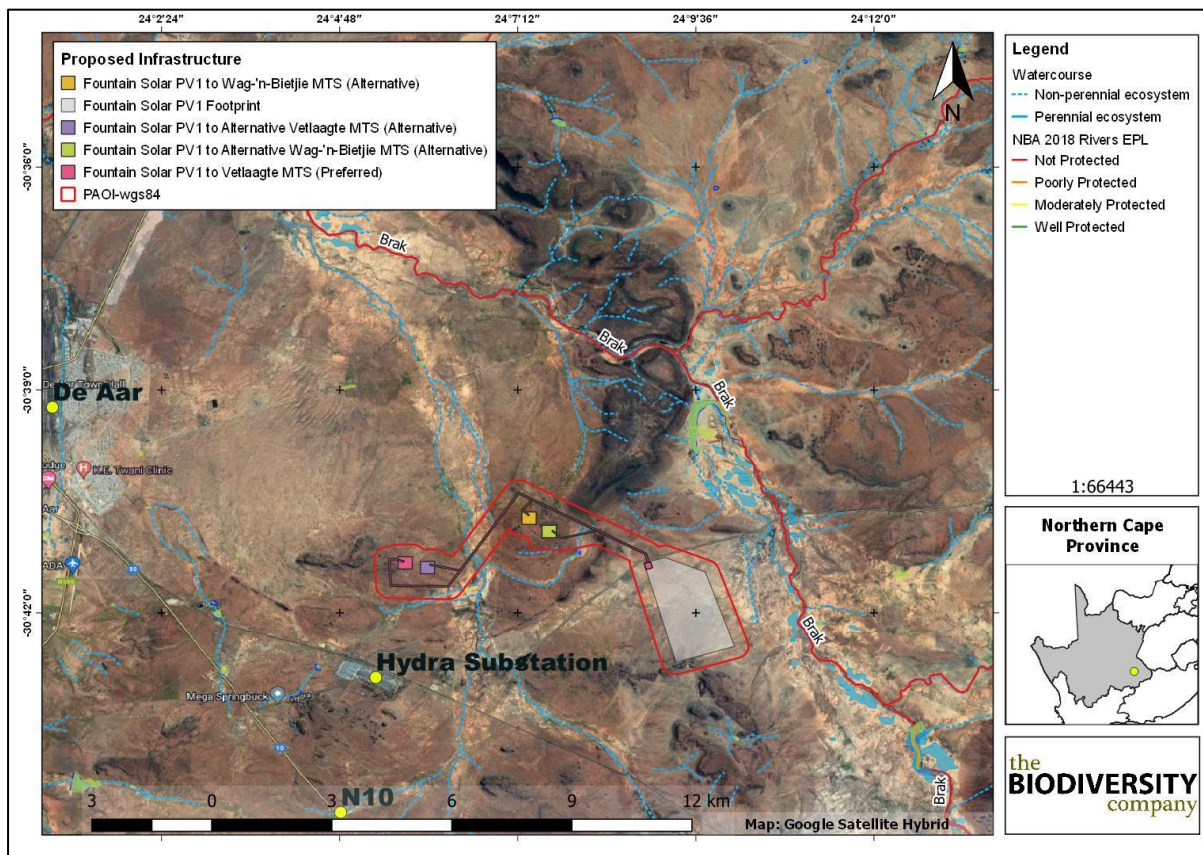 24°2'24" 24°4'48" 24°7'12" 24°9'36" 24°12'0"
Proposed Infrastructure
Fountain Solar PV1 to Wag-'n-Bietjie MTS (Alternative)
Fountain Solar PV1 Footprint
Fountain Solar PV1 to Alternative Vetlaagte MTS (Alternative)
Fountain Solar PV1 to Alternative Wag-'n-Bietjie MTS (Alternative)
Fountain Solar PV1 to Vetlaagte MTS (Preferred)
PAOI-wgs84
N
-30°36'0"
-30°39'0"
-30°42'0"
Brak
Brak
Brak
Brak
Brak
De Aar
K.E. Twani Clinic
10
Hydra Substation
Mega Springbuck
10
N10
3 0 3 6 9 12 km
Map: Google Satellite Hybrid
Legend
Watercourse
Non-perennial ecosystem
Perennial ecosystem
NBA 2018 Rivers EPL
Not Protected
Poorly Protected
Moderately Protected
Well Protected
1:66443
Northern Cape
Province
the
BIODIVERSITY
company